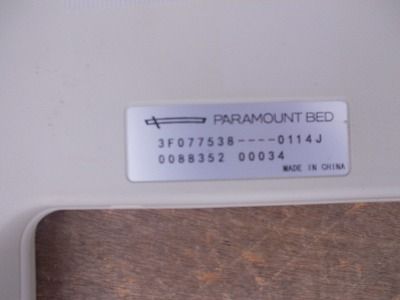 PARAMOUNT BED
3F077538----0114J
0088352 00034
MADE IN CHINA